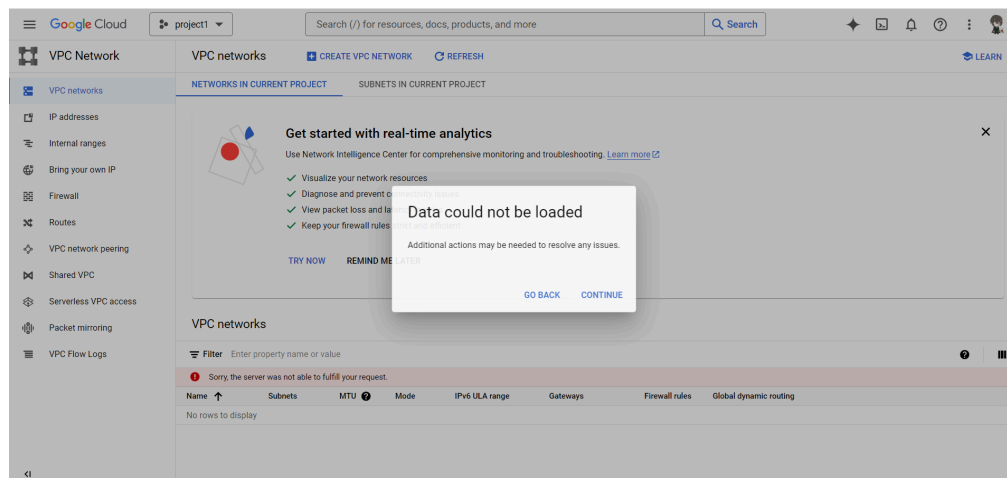 Google Cloud
project1
Search (/) for resources, docs, products, and more
Search
VPC Network
VPC networks
CREATE VPC NETWORK
REFRESH
LEARN
VPC networks
IP addresses
Internal ranges
Bring your own IP
Firewall
Routes
VPC network peering
Shared VPC
Serverless VPC access
Packet mirroring
VPC Flow Logs
NETWORKS IN CURRENT PROJECT
SUBNETS IN CURRENT PROJECT
Get started with real-time analytics
Use Network Intelligence Center for comprehensive monitoring and troubleshooting. Learn more
Visualize your network resources
Diagnose and prevent connectivity issues
View packet loss and
Keep your firewall rules strict and efficient
TRY NOW
REMIND ME LATER
Data could not be loaded
Additional actions may be needed to resolve any issues.
GO BACK
CONTINUE
VPC networks
Filter Enter property name or value
Sorry, the server was not able to fulfill your request.
Name Subnets MTU Mode IPv6 ULA range Gateways Firewall rules Global dynamic routing
No rows to display